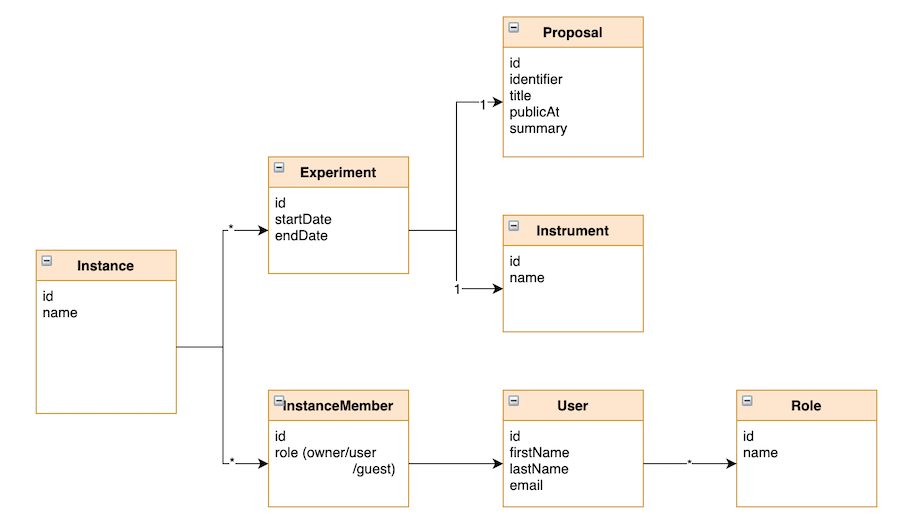 Proposal
id
identifier
title
publicAt
summary
1
Experiment
id
startDate
endDate
*
Instrument
id
name
1
Instance
id
name
InstanceMember
id
role (owner/user
/guest)
*
User
id
firstName
lastName
email
*
Role
id
name